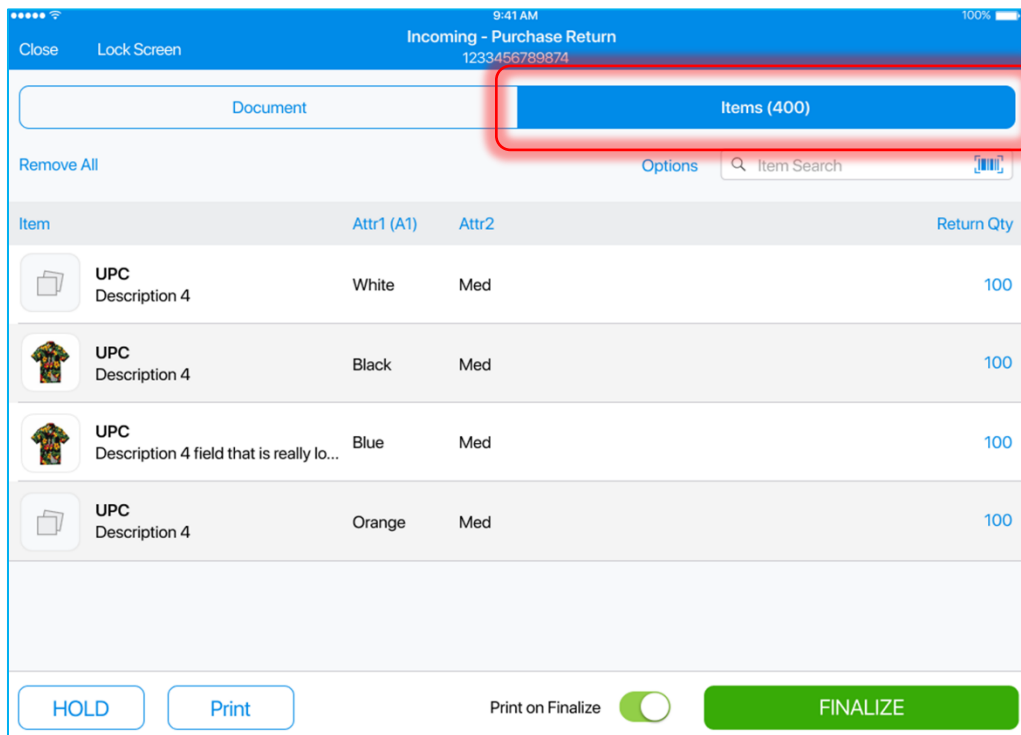 9:41 AM
100%
Close
Lock Screen
Incoming - Purchase Return
1233456789874
Document
Items (400)
Remove All
Options
Item Search
Item
Attr1 (A1)
Attr2
Return Qty
UPC
Description 4
White
Med
100
UPC
Description 4
Black
Med
100
UPC
Description 4 field that is really lo...
Blue
Med
100
UPC
Description 4
Orange
Med
100
HOLD
Print
Print on Finalize
FINALIZE